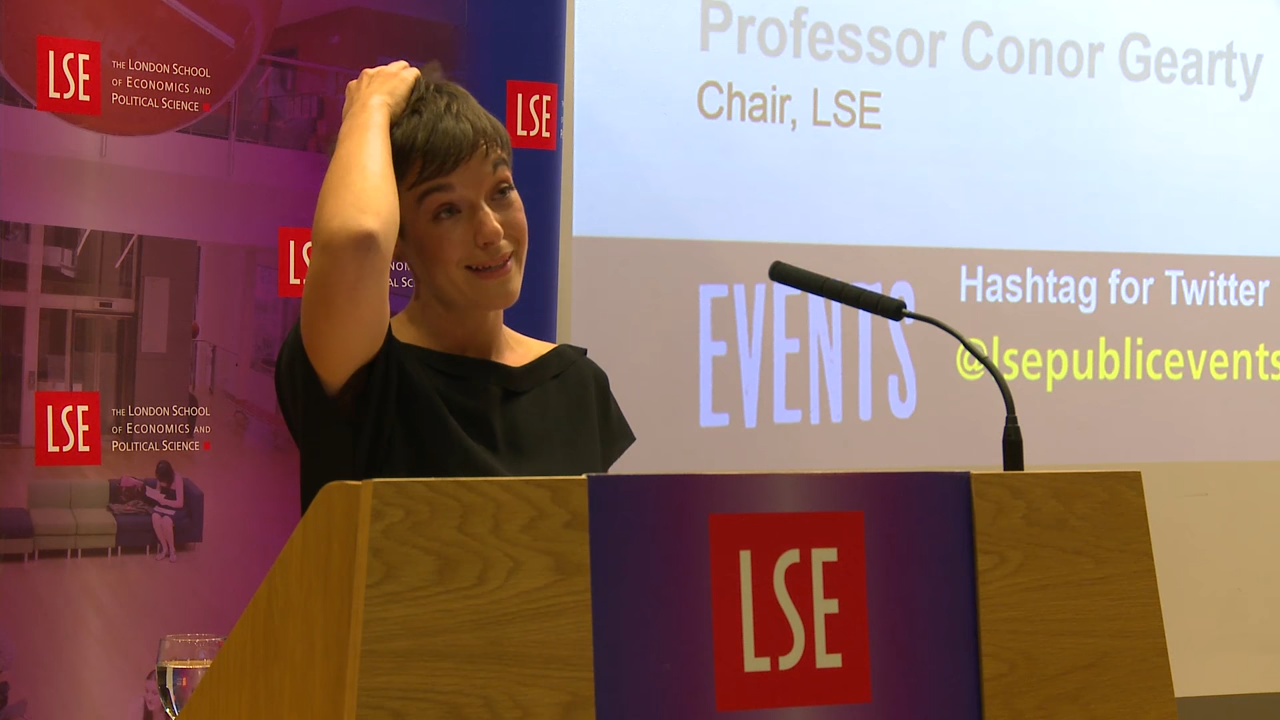 LSE
THE LONDON SCHOOL
OF ECONOMICS AND
POLITICAL SCIENCE
LSE
Professor Conor Gearty
Chair, LSE
EVENTS
Hashtag for Twitter
@lsepublicevents
LSE
THE LONDON SCHOOL
OF ECONOMICS AND
POLITICAL SCIENCE
LSE